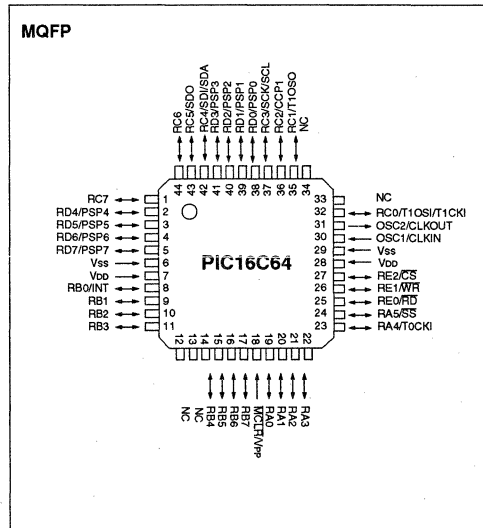 MQFP
RC6
RC5/SDO
RC4/SDI/SDA
RD3/PSP3
RD2/PSP2
RD1/PSP1
RD0/PSP0
RC3/SCK/SCL
RC2/CCP1
RC1/T1OSO
NC
44 43 42 41 40 39 38 37 36 35 34
RC7 1
RD4/PSP4 2
RD5/PSP5 3
RD6/PSP6 4
RD7/PSP7 5
Vss 6
VDD 7
RB0/INT 8
RB1 9
RB2 10
RB3 11
PIC16C64
33 NC
32 RC0/T1OSI/T1CKI
31 OSC2/CLKOUT
30 OSC1/CLKIN
29 Vss
28 VDD
27 RE2/CS
26 RE1/WR
25 RE0/RD
24 RA5/SS
23 RA4/T0CKI
12 13 14 15 16 17 18 19 20 21 22
NC
NC
RB4
RB5
RB6
RB7
MCLR/VPP
RA0
RA1
RA2
RA3